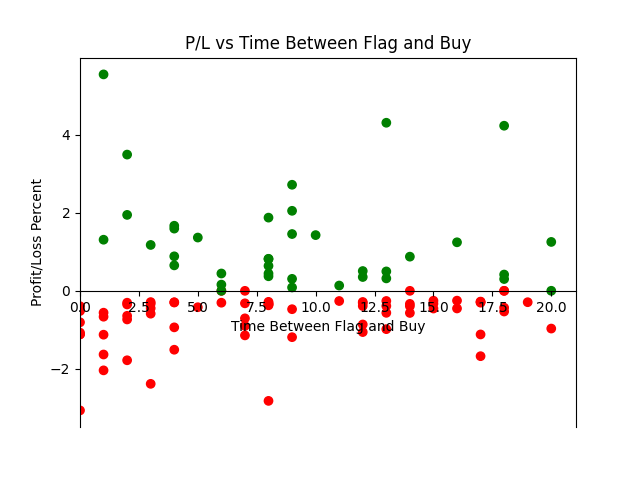 P/L vs Time Between Flag and Buy
Profit/Loss Percent
4
2
0
−2
0.0 2.5 5.0 7.5 10.0 12.5 15.0 17.5 20.0
Time Between Flag and Buy